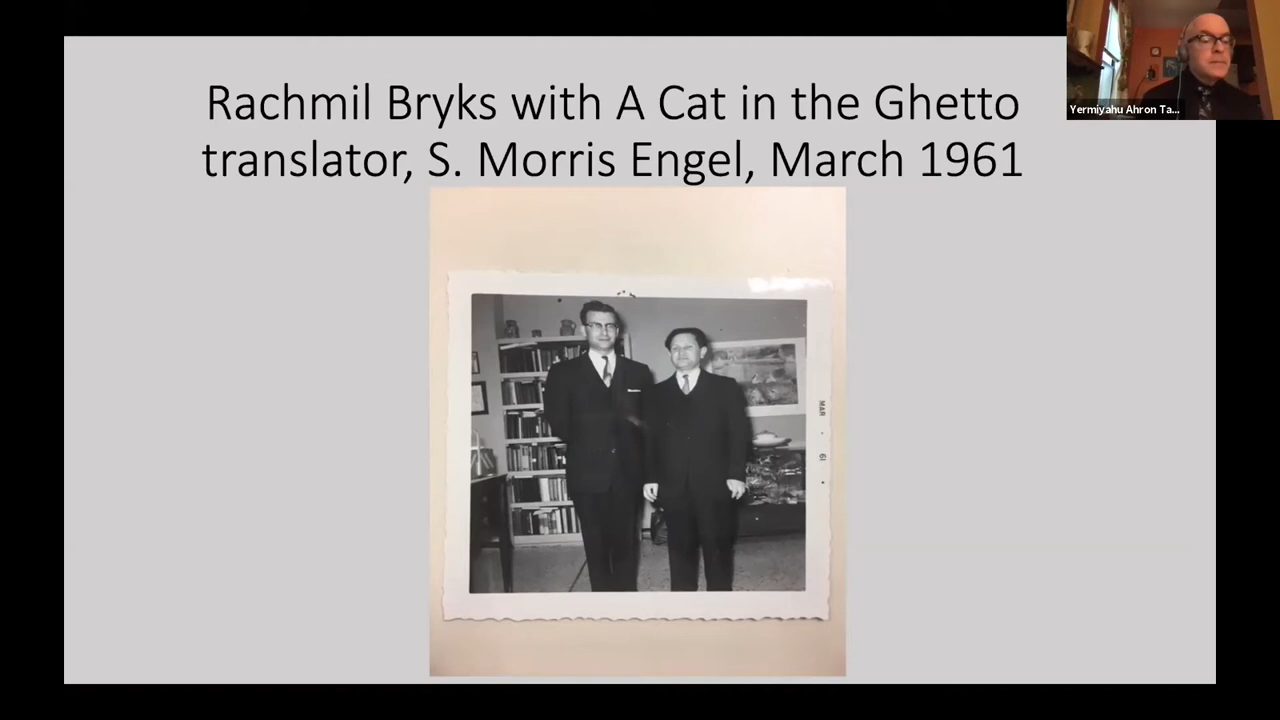 Rachmil Bryks with A Cat in the Ghetto
translator, S. Morris Engel, March 1961
Yermiyahu Ahron Ta...
MAR • 61 •